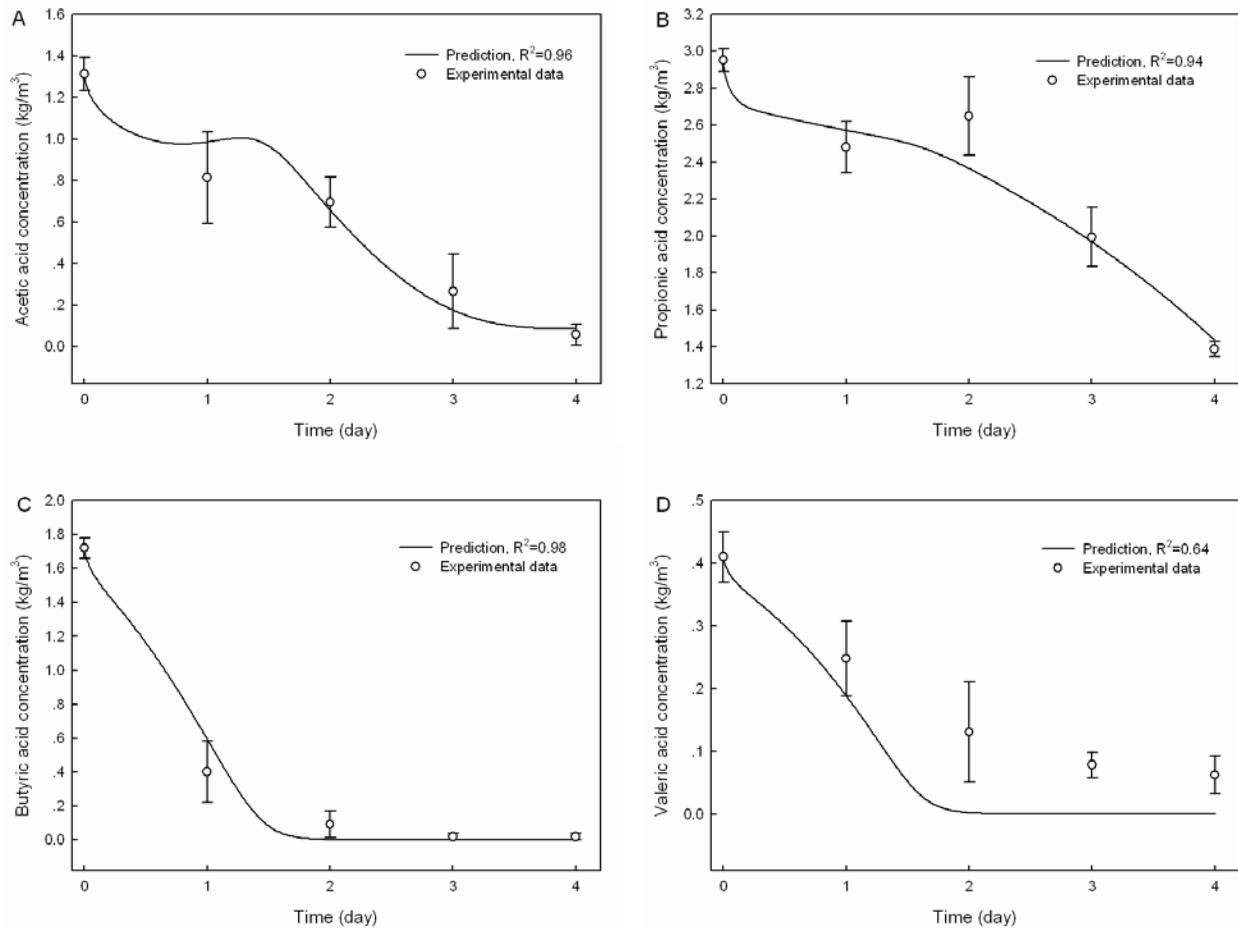 A
Acetic acid concentration (kg/m³)
1.6
1.4
1.2
1.0
.8
.6
.4
.2
0.0
Prediction, R²=0.96
Experimental data
0 1 2 3 4
Time (day)
B
Propionic acid concentration (kg/m³)
3.2
3.0
2.8
2.6
2.4
2.2
2.0
1.8
1.6
1.4
1.2
Prediction, R²=0.94
Experimental data
0 1 2 3 4
Time (day)
C
Butyric acid concentration (kg/m³)
2.0
1.8
1.6
1.4
1.2
1.0
.8
.6
.4
.2
0.0
Prediction, R²=0.98
Experimental data
0 1 2 3 4
Time (day)
D
Valeric acid concentration (kg/m³)
.5
.4
.3
.2
.1
0.0
Prediction, R²=0.64
Experimental data
0 1 2 3 4
Time (day)